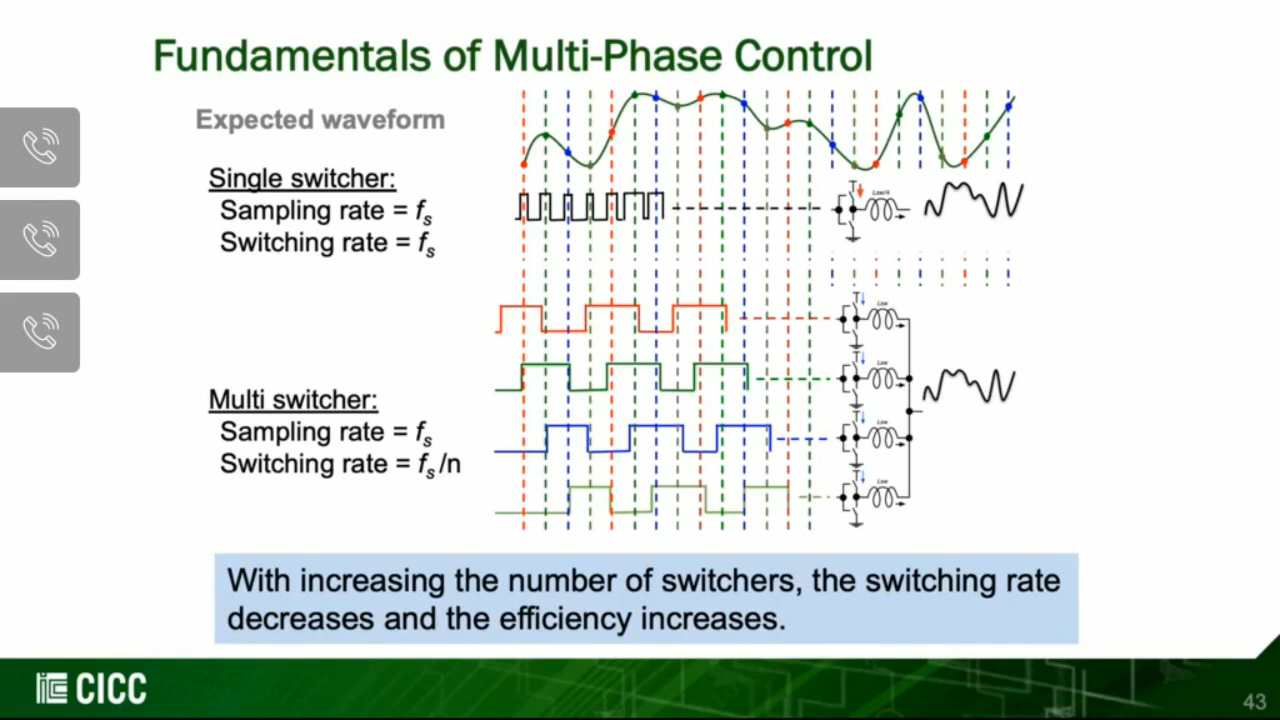 Fundamentals of Multi-Phase Control
Expected waveform
Single switcher:
Sampling rate = fs
Switching rate = fs
Multi switcher:
Sampling rate = fs
Switching rate = fs/n
With increasing the number of switchers, the switching rate
decreases and the efficiency increases.
CICC
43